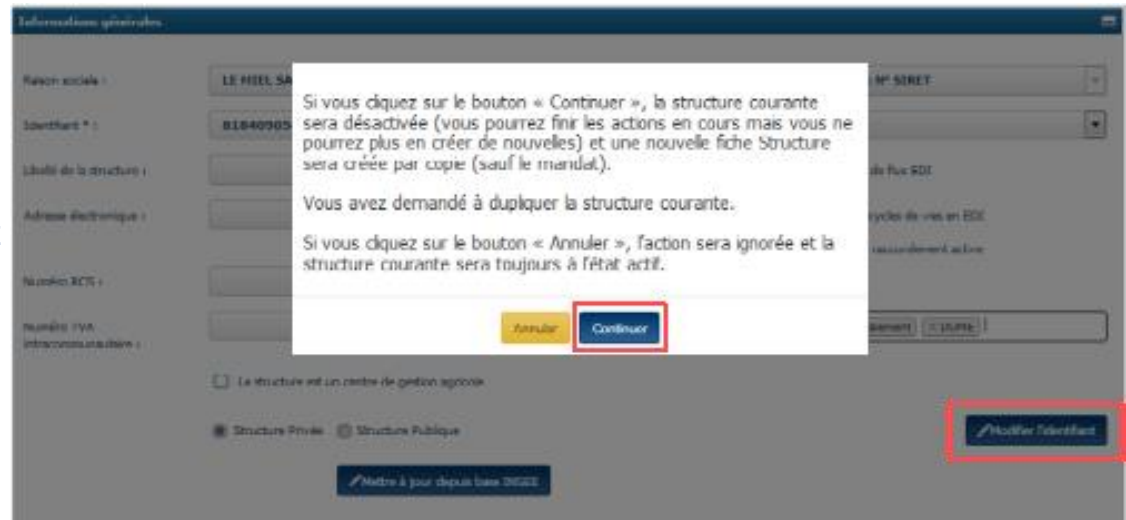 Informations générales
Raison sociale :
LE MIEL SA
N° SIRET
Si vous cliquez sur le bouton « Continuer », la structure courante
sera désactivée (vous pourrez finir les actions en cours mais vous ne
pourrez plus en créer de nouvelles) et une nouvelle fiche Structure
sera créée par copie (sauf le mandat).
Vous avez demandé à dupliquer la structure courante.
Si vous cliquez sur le bouton « Annuler », l'action sera ignorée et la
structure courante sera toujours à l'état actif.
Annuler
Continuer
Identifiant * :
81840905
Libellé de la structure :
de flux EDI
Adresse électronique :
cycles de vies en EDI
raccordement active
Numéro RCS :
Numéro TVA
intracommunautaire :
La structure est un centre de gestion agricole
Structure Privée
Structure Publique
Modifier l'identifiant
Mettre à jour depuis base INSEE